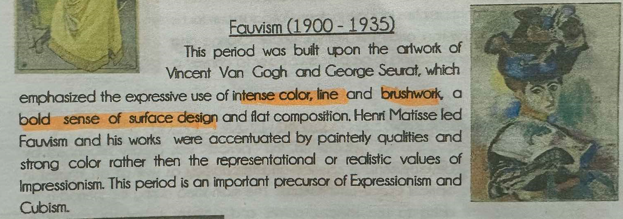 Fauvism (1900 - 1935)
This period was built upon the artwork of
Vincent Van Gogh and George Seurat, which
emphasized the expressive use of intense color, line and brushwork, a
bold sense of surface design and flat composition. Henri Matisse led
Fauvism and his works were accentuated by painterly qualities and
strong color rather then the representational or realistic values of
Impressionism. This period is an important precursor of Expressionism and
Cubism.